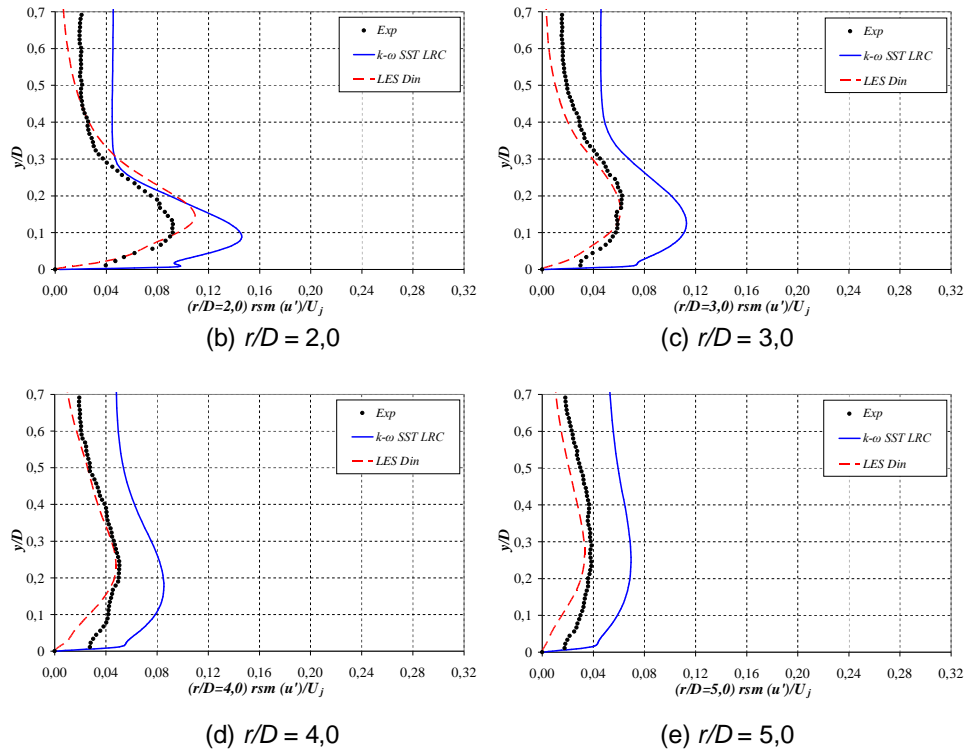 0,7
0,6
0,5
0,4
0,3
0,2
0,1
0
y/D
Exp
k-ω SST LRC
LES Din
0,00 0,04 0,08 0,12 0,16 0,20 0,24 0,28 0,32
(r/D=2,0) rsm (u')/Uj
(b) r/D = 2,0
0,7
0,6
0,5
0,4
0,3
0,2
0,1
0
y/D
Exp
k-ω SST LRC
LES Din
0,00 0,04 0,08 0,12 0,16 0,20 0,24 0,28 0,32
(r/D=3,0) rsm (u')/Uj
(c) r/D = 3,0
0,7
0,6
0,5
0,4
0,3
0,2
0,1
0
y/D
Exp
k-ω SST LRC
LES Din
0,00 0,04 0,08 0,12 0,16 0,20 0,24 0,28 0,32
(r/D=4,0) rsm (u')/Uj
(d) r/D = 4,0
0,7
0,6
0,5
0,4
0,3
0,2
0,1
0
y/D
Exp
k-ω SST LRC
LES Din
0,00 0,04 0,08 0,12 0,16 0,20 0,24 0,28 0,32
(r/D=5,0) rsm (u')/Uj
(e) r/D = 5,0